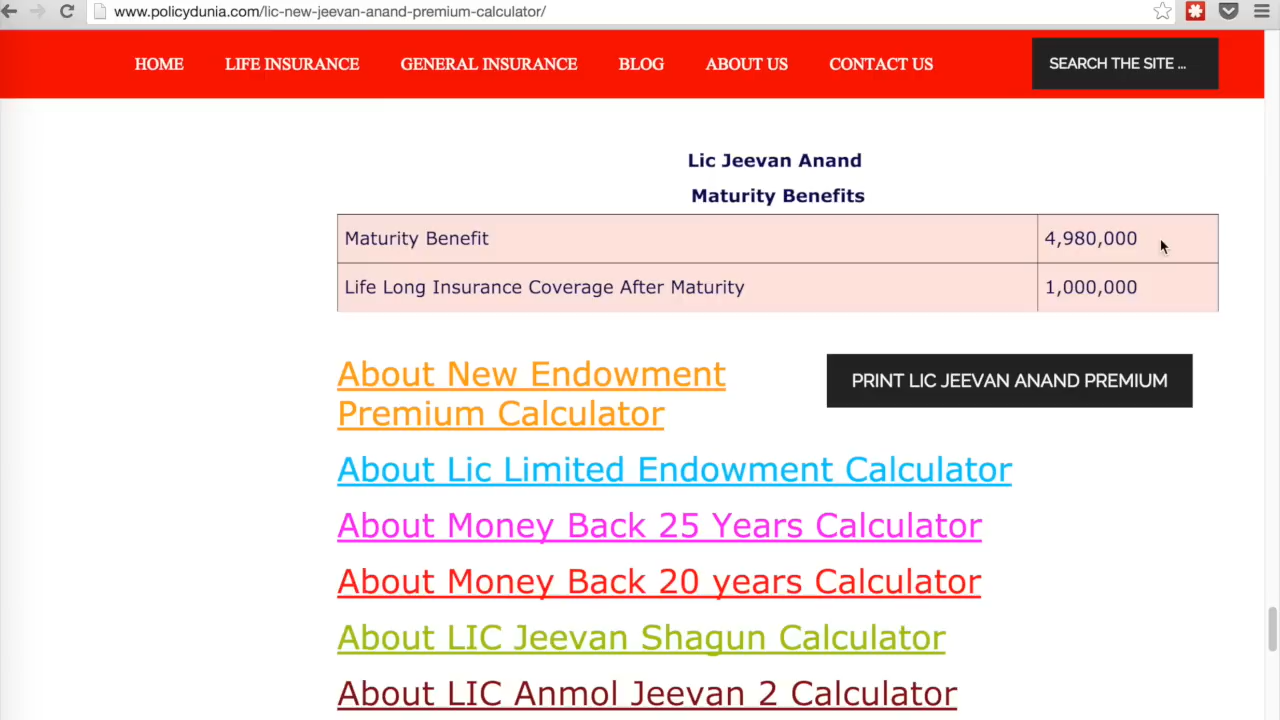 www.policydunia.com/lic-new-jeevan-anand-premium-calculator/
HOME LIFE INSURANCE GENERAL INSURANCE BLOG ABOUT US CONTACT US SEARCH THE SITE ...
Lic Jeevan Anand
Maturity Benefits
Maturity Benefit 4,980,000
Life Long Insurance Coverage After Maturity 1,000,000
About New Endowment
Premium Calculator
PRINT LIC JEEVAN ANAND PREMIUM
About Lic Limited Endowment Calculator
About Money Back 25 Years Calculator
About Money Back 20 years Calculator
About LIC Jeevan Shagun Calculator
About LIC Anmol Jeevan 2 Calculator